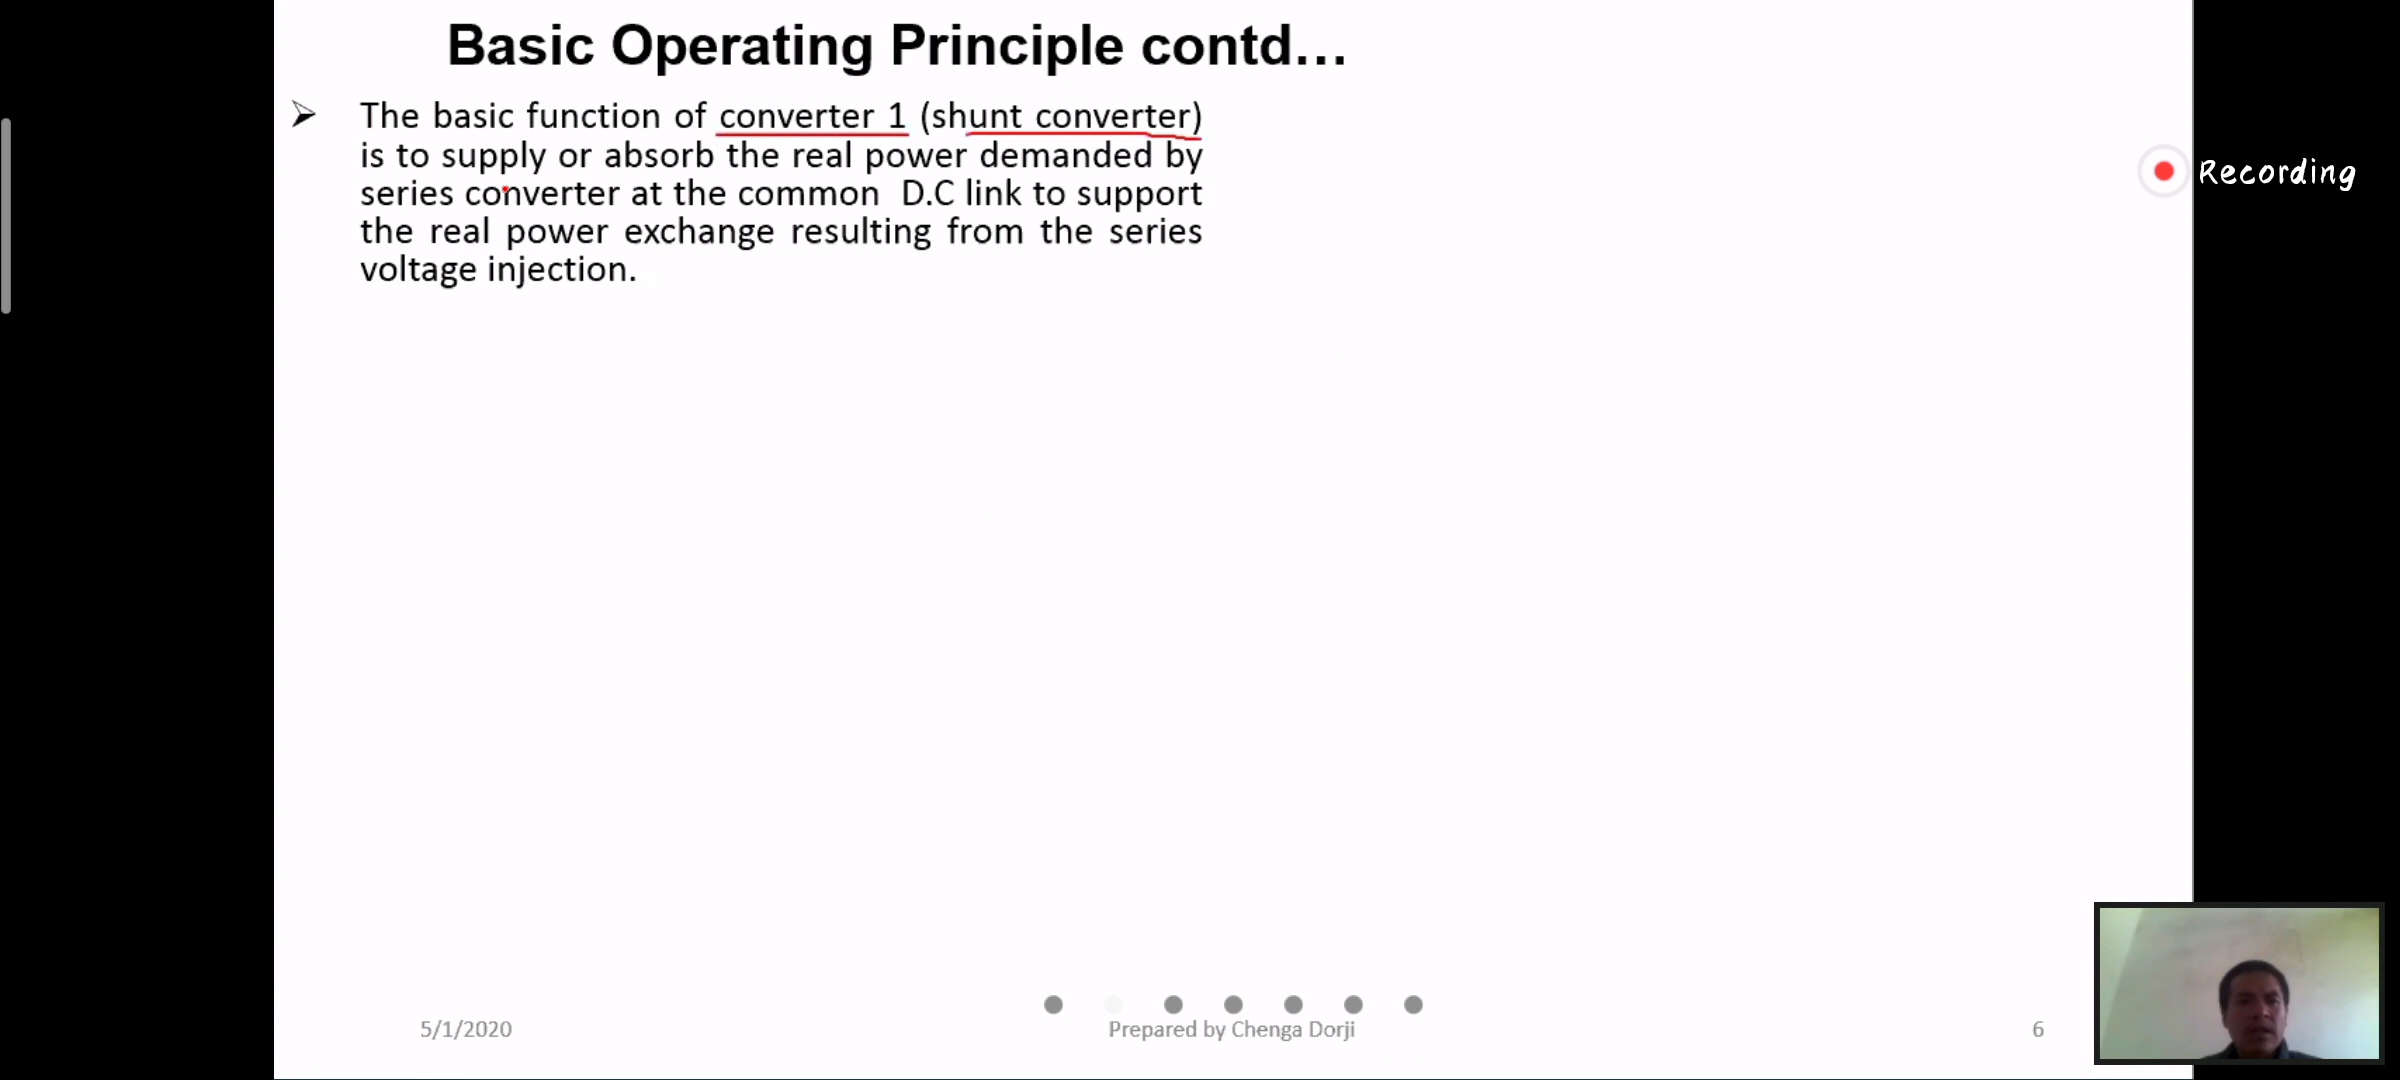 Basic Operating Principle contd...
➢ The basic function of converter 1 (shunt converter)
is to supply or absorb the real power demanded by
series converter at the common D.C link to support
the real power exchange resulting from the series
voltage injection.
Recording
5/1/2020
Prepared by Chenga Dorji
6